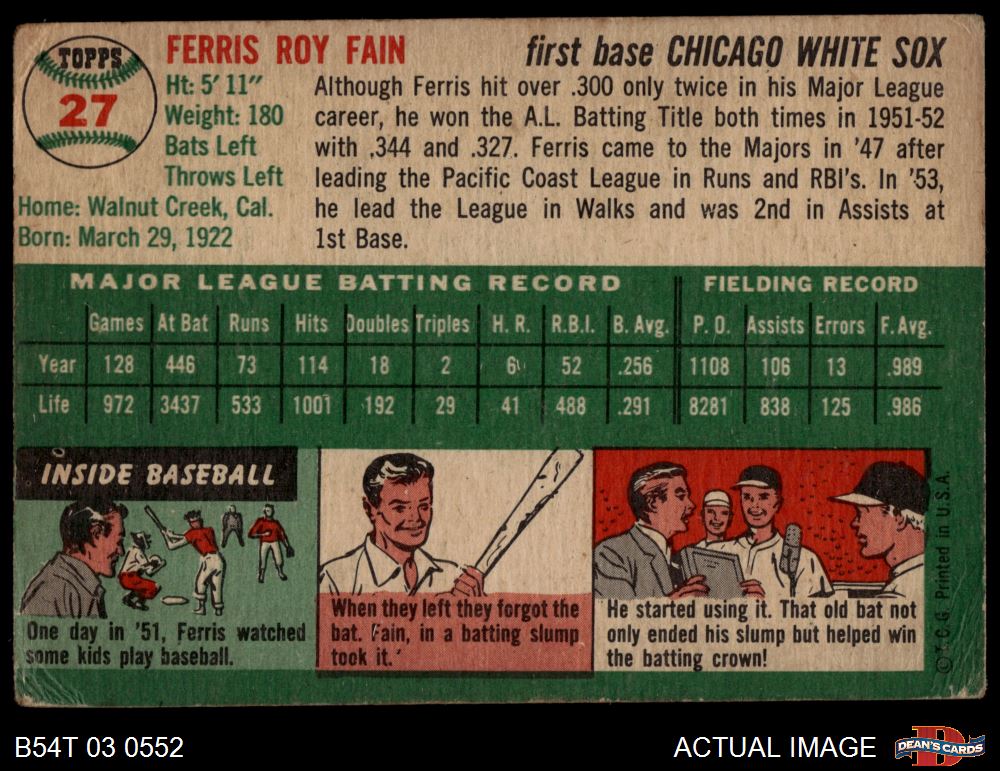 TOPPS
27
FERRIS ROY FAIN
Ht: 5' 11"
Weight: 180
Bats Left
Throws Left
Home: Walnut Creek, Cal.
Born: March 29, 1922
first base CHICAGO WHITE SOX
Although Ferris hit over .300 only twice in his Major League
career, he won the A.L. Batting Title both times in 1951-52
with .344 and .327. Ferris came to the Majors in '47 after
leading the Pacific Coast League in Runs and RBI's. In '53,
he lead the League in Walks and was 2nd in Assists at
1st Base.
MAJOR LEAGUE BATTING RECORD FIELDING RECORD
Games At Bat Runs Hits Doubles Triples H. R. R.B.I. B. Avg. P. O. Assists Errors F. Avg.
Year 128 446 73 114 18 2 6 52 .256 1108 106 13 .989
Life 972 3437 533 1001 192 29 41 488 .291 8281 838 125 .986
INSIDE BASEBALL
One day in '51, Ferris watched
some kids play baseball.
When they left they forgot the
bat. Fain, in a batting slump
took it.
He started using it. That old bat not
only ended his slump but helped win
the batting crown!
© T.C.G. Printed in U.S.A.
B54T 03 0552
ACTUAL IMAGE
DEAN'S CARDS